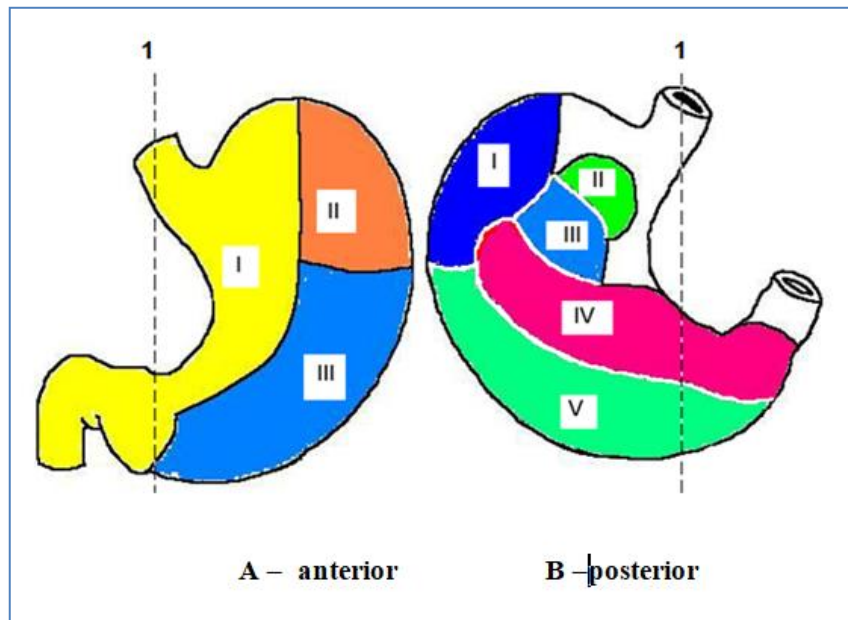 1 1
I
II
I
II
III
III
IV
V
A – anterior B –posterior